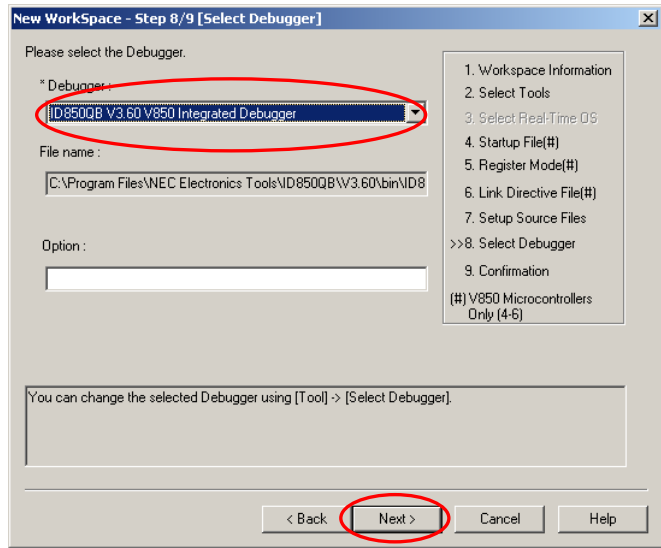 New WorkSpace - Step 8/9 [Select Debugger]
Please select the Debugger.
* Debugger :
ID850QB V3.60 V850 Integrated Debugger
File name :
C:\Program Files\NEC Electronics Tools\ID850QB\V3.60\bin\ID8
Option :
1. Workspace Information
2. Select Tools
3. Select Real-Time OS
4. Startup File(#)
5. Register Mode(#)
6. Link Directive File(#)
7. Setup Source Files
>>8. Select Debugger
9. Confirmation
(#) V850 Microcontrollers
Only (4-6)
You can change the selected Debugger using [Tool] -> [Select Debugger].
< Back
Next >
Cancel
Help